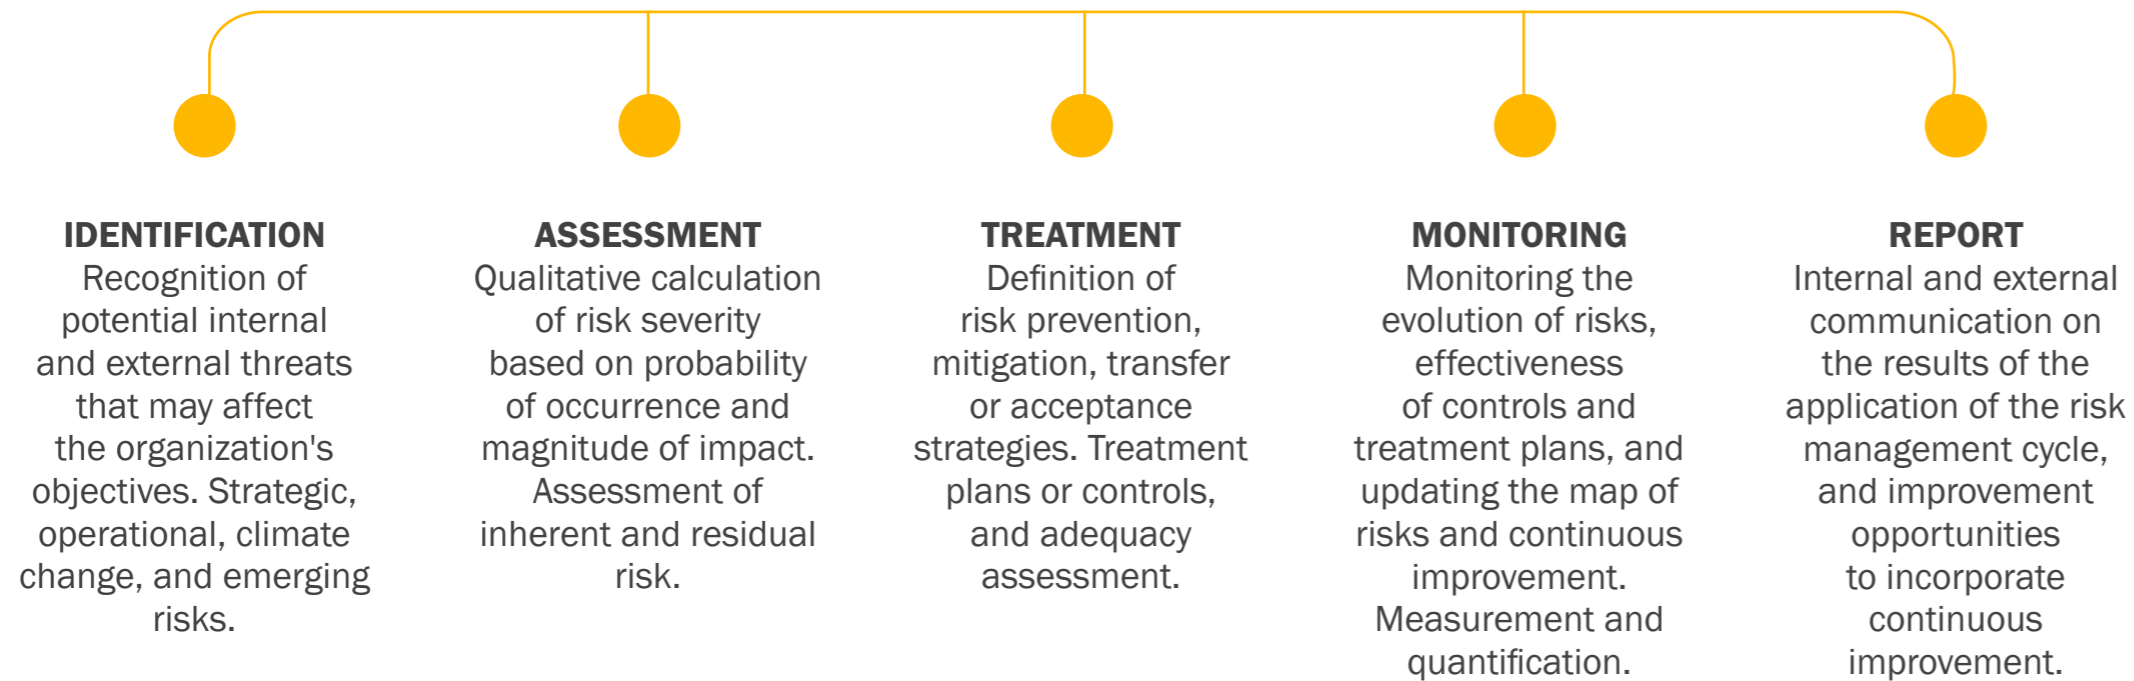 IDENTIFICATION
Recognition of
potential internal
and external threats
that may affect
the organization's
objectives. Strategic,
operational, climate
change, and emerging
risks.
ASSESSMENT
Qualitative calculation
of risk severity
based on probability
of occurrence and
magnitude of impact.
Assessment of
inherent and residual
risk.
TREATMENT
Definition of
risk prevention,
mitigation, transfer
or acceptance
strategies. Treatment
plans or controls,
and adequacy
assessment.
MONITORING
Monitoring the
evolution of risks,
effectiveness
of controls and
treatment plans, and
updating the map of
risks and continuous
improvement.
Measurement and
quantification.
REPORT
Internal and external
communication on
the results of the
application of the risk
management cycle,
and improvement
opportunities
to incorporate
continuous
improvement.